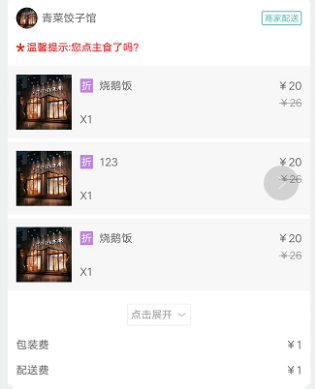 青菜饺子馆
商家配送
★温馨提示:您点主食了吗?
折 烧鹅饭 ￥20
￥26
X1
折 123 ￥20
￥26
X1
折 烧鹅饭 ￥20
￥26
X1
点击展开
包装费 ￥1
配送费 ￥1